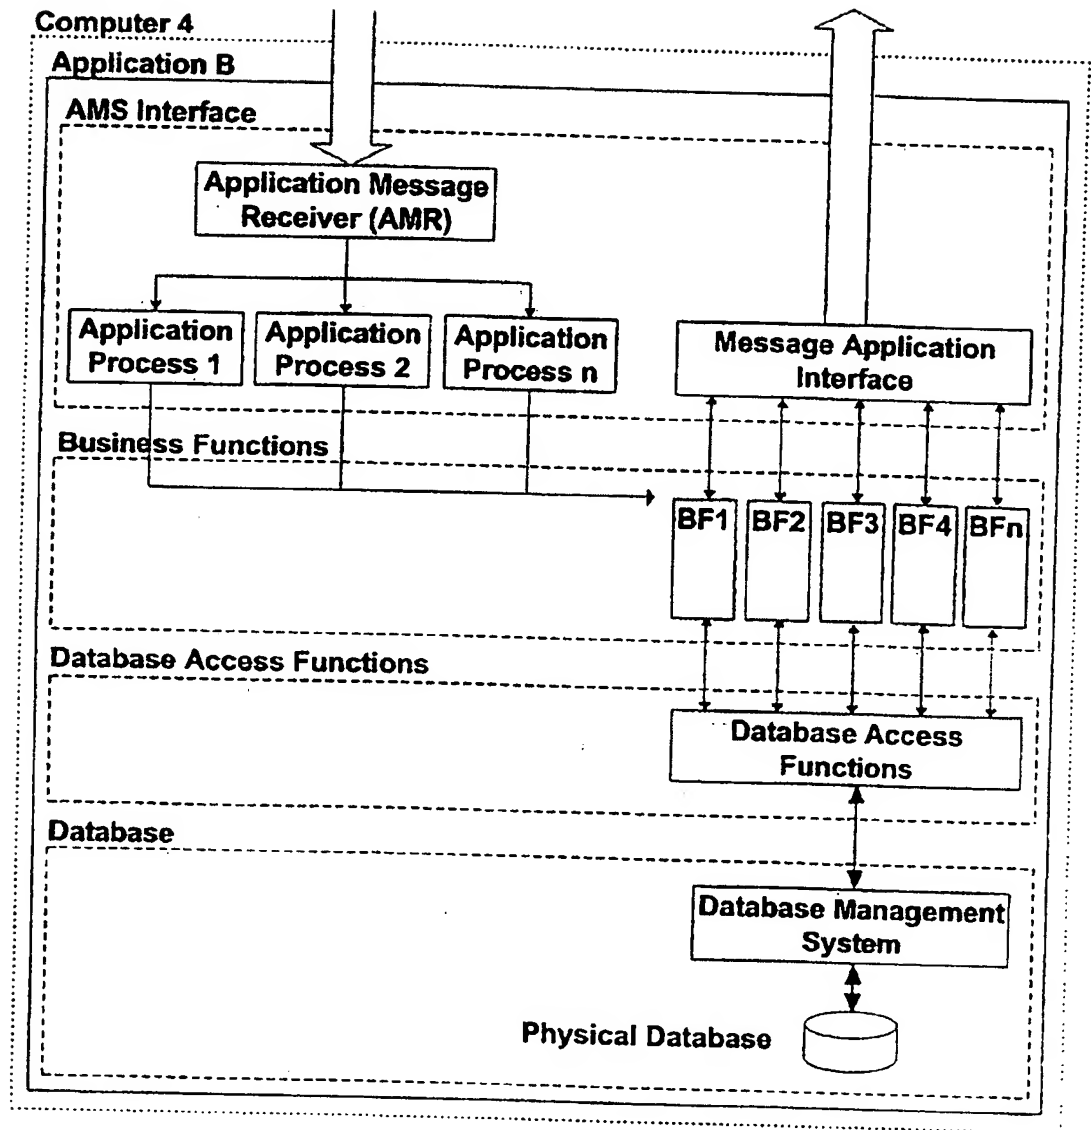 Computer 4
Application B
AMS Interface
Application Message
Receiver (AMR)
Application
Process 1
Application
Process 2
Application
Process n
Message Application
Interface
Business Functions
BF1
BF2
BF3
BF4
BFn
Database Access Functions
Database Access
Functions
Database
Database Management
System
Physical Database